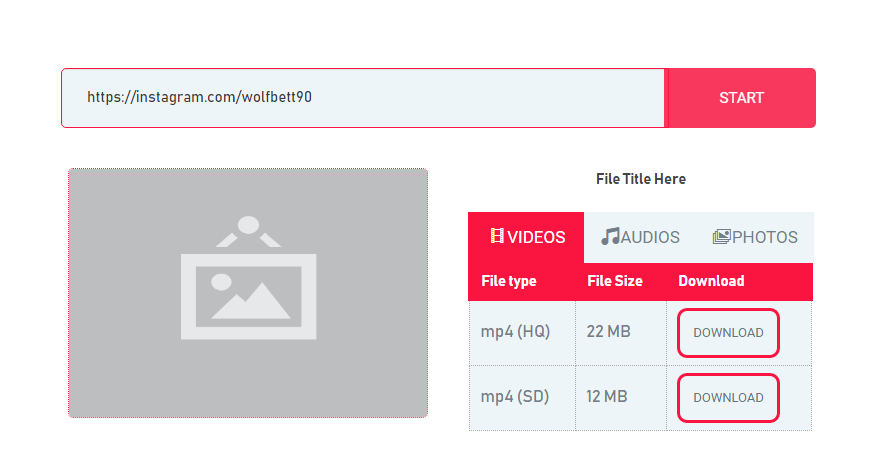 https://instagram.com/wolfbett90
START
File Title Here
VIDEOS
AUDIOS
PHOTOS
File type File Size Download
mp4 (HQ) 22 MB DOWNLOAD
mp4 (SD) 12 MB DOWNLOAD